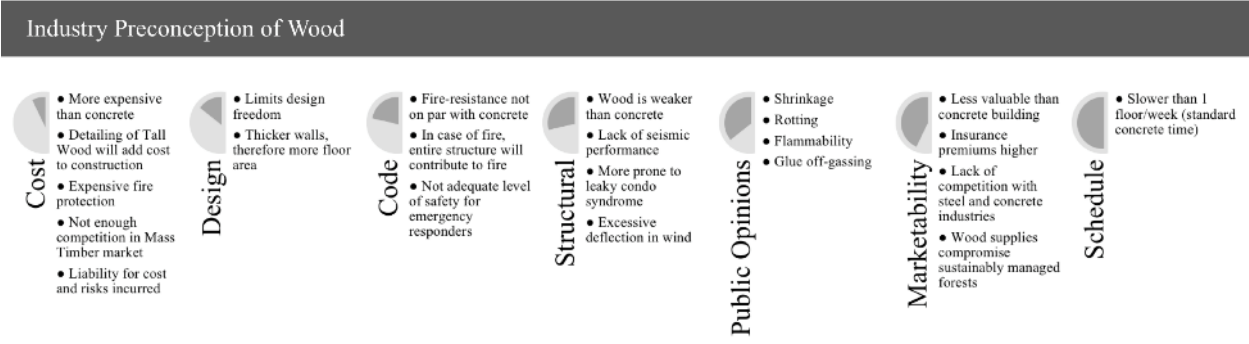 Industry Preconception of Wood
Cost
● More expensive
than concrete
● Detailing of Tall
Wood will add cost
to construction
● Expensive fire
protection
● Not enough
competition in Mass
Timber market
● Liability for cost
and risks incurred
Design
● Limits design
freedom
● Thicker walls,
therefore more floor
area
Code
● Fire-resistance not
on par with concrete
● In case of fire,
entire structure will
contribute to fire
● Not adequate level
of safety for
emergency
responders
Structural
● Wood is weaker
than concrete
● Lack of seismic
performance
● More prone to
leaky condo
syndrome
● Excessive
deflection in wind
Public Opinions
● Shrinkage
● Rotting
● Flammability
● Glue off-gassing
Marketability
● Less valuable than
concrete building
● Insurance
premiums higher
● Lack of
competition with
steel and concrete
industries
● Wood supplies
compromise
sustainably managed
forests
Schedule
● Slower than 1
floor/week (standard
concrete time)